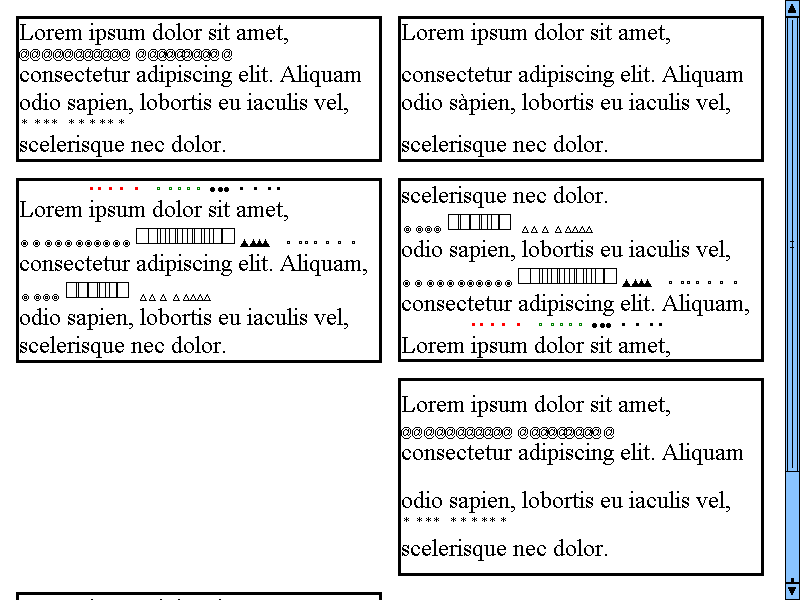 Lorem ipsum dolor sit amet,
consectetur adipiscing elit. Aliquam
odio sapien, lobortis eu iaculis vel,
scelerisque nec dolor.
Lorem ipsum dolor sit amet,
consectetur adipiscing elit. Aliquam
odio sàpien, lobortis eu iaculis vel,
scelerisque nec dolor.
Lorem ipsum dolor sit amet,
consectetur adipiscing elit. Aliquam,
odio sapien, lobortis eu iaculis vel,
scelerisque nec dolor.
scelerisque nec dolor.
odio sapien, lobortis eu iaculis vel,
consectetur adipiscing elit. Aliquam,
Lorem ipsum dolor sit amet,
Lorem ipsum dolor sit amet,
consectetur adipiscing elit. Aliquam
odio sapien, lobortis eu iaculis vel,
scelerisque nec dolor.